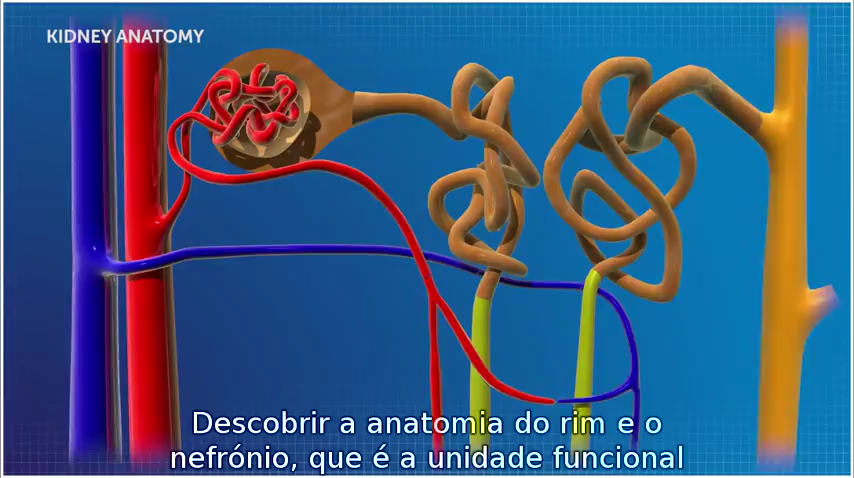 KIDNEY ANATOMY
Descobrir a anatomia do rim e o
nefrónio, que é a unidade funcional